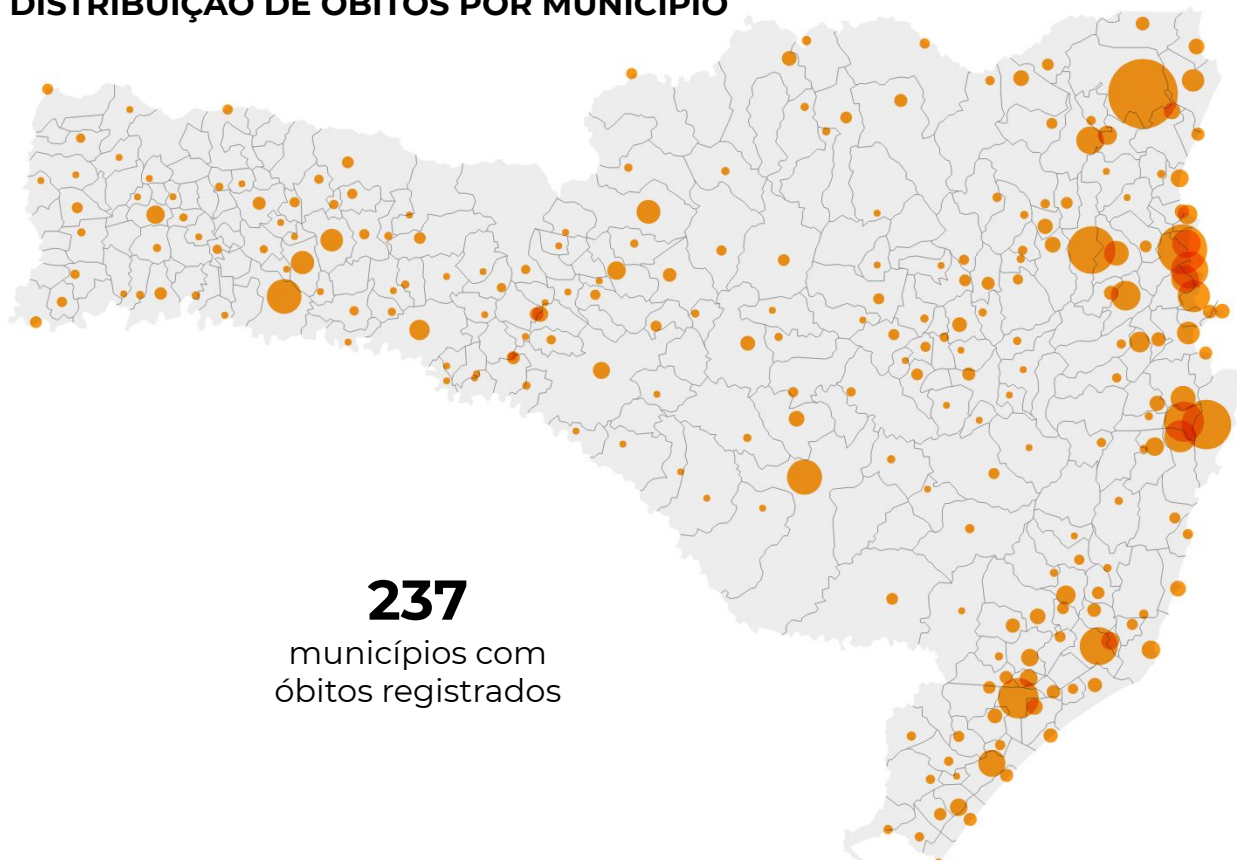 DISTRIBUIÇÃO DE ÓBITOS POR MUNICÍPIO
237
municípios com
óbitos registrados